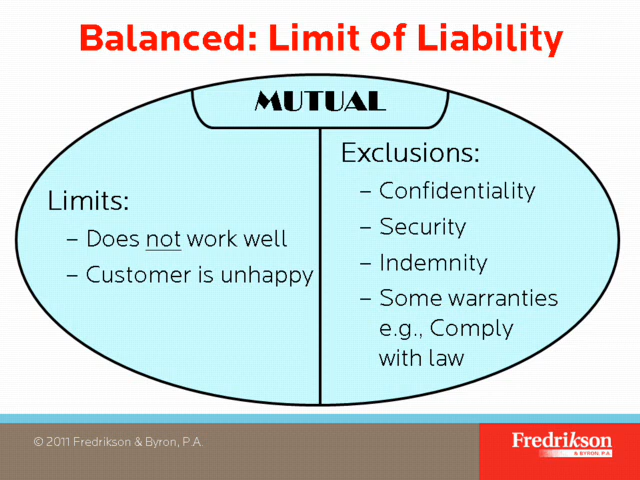 Balanced: Limit of Liability
MUTUAL
Limits:
– Does not work well
– Customer is unhappy
Exclusions:
– Confidentiality
– Security
– Indemnity
– Some warranties
e.g., Comply
with law
© 2011 Fredrikson & Byron, P.A.
Fredrikson
& BYRON, P.A.